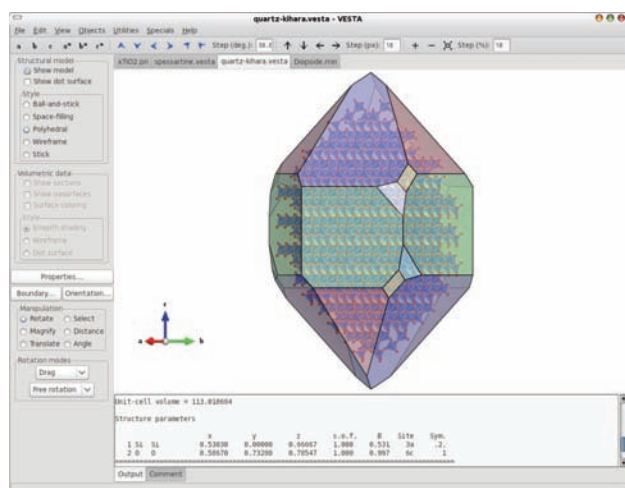 quartz-kihara.vesta - VESTA
File Edit View Objects Utilities Specials Help
a b c a* b* c* Step (deg.): Step (px): 10 Step (%): 10
Structural model
Show model
Show dot surface
Style
Ball-and-stick
Space-filling
Polyhedral
Wireframe
Stick
Volumetric data
Show sections
Show isosurfaces
Surface coloring
Style
Smooth shading
Wireframe
Dot surface
Properties...
Boundary... Orientation...
Manipulation
Rotate Select
Magnify Distance
Translate Angle
Rotation modes
Drag
Free rotation
spessartine.vesta quartz-kihara.vesta Diopside.min
c
a b
Unit-cell volume = 113.018694
Structure parameters
x y z s.o.f. B Site Sym.
1 Si Si 0.53030 0.00000 0.66667 1.000 0.531 3a .2.
2 O O 0.58670 0.73280 0.78547 1.000 0.987 6c 1
Output Comment